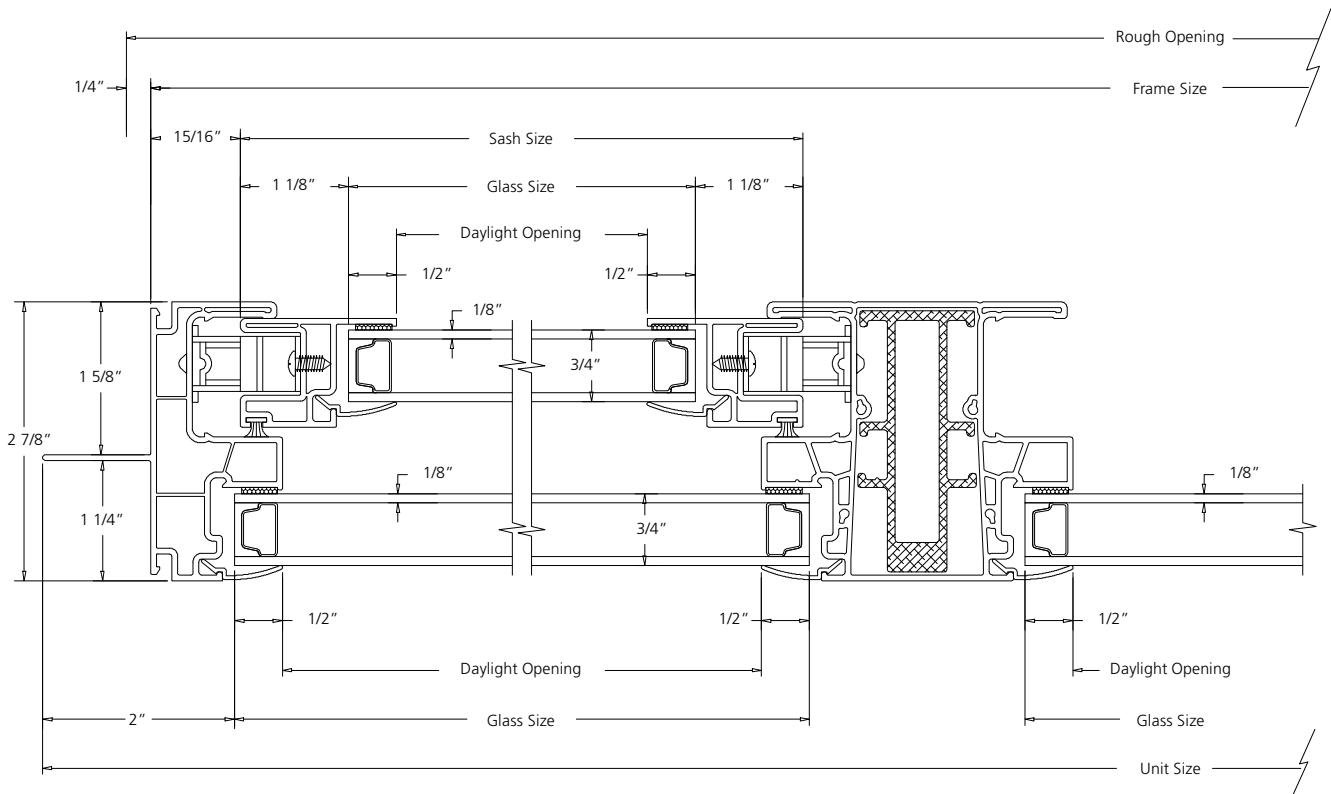 Rough Opening
1/4”
Frame Size
15/16”
Sash Size
1 1/8”
Glass Size
1 1/8”
Daylight Opening
1/2”
1/2”
1/8”
3/4”
1 5/8”
2 7/8”
1/8”
1/8”
1 1/4”
3/4”
1/2”
1/2”
1/2”
Daylight Opening
Daylight Opening
2”
Glass Size
Glass Size
Unit Size